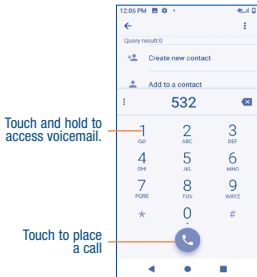 12:06 PM
Query result:0
Create new contact
Add to a contact
532
Touch and hold to
access voicemail.
1 2 3
ABC DEF
4 5 6
GHI JKL MNO
7 8 9
PQRS TUV WXYZ
* 0 #
Touch to place
a call